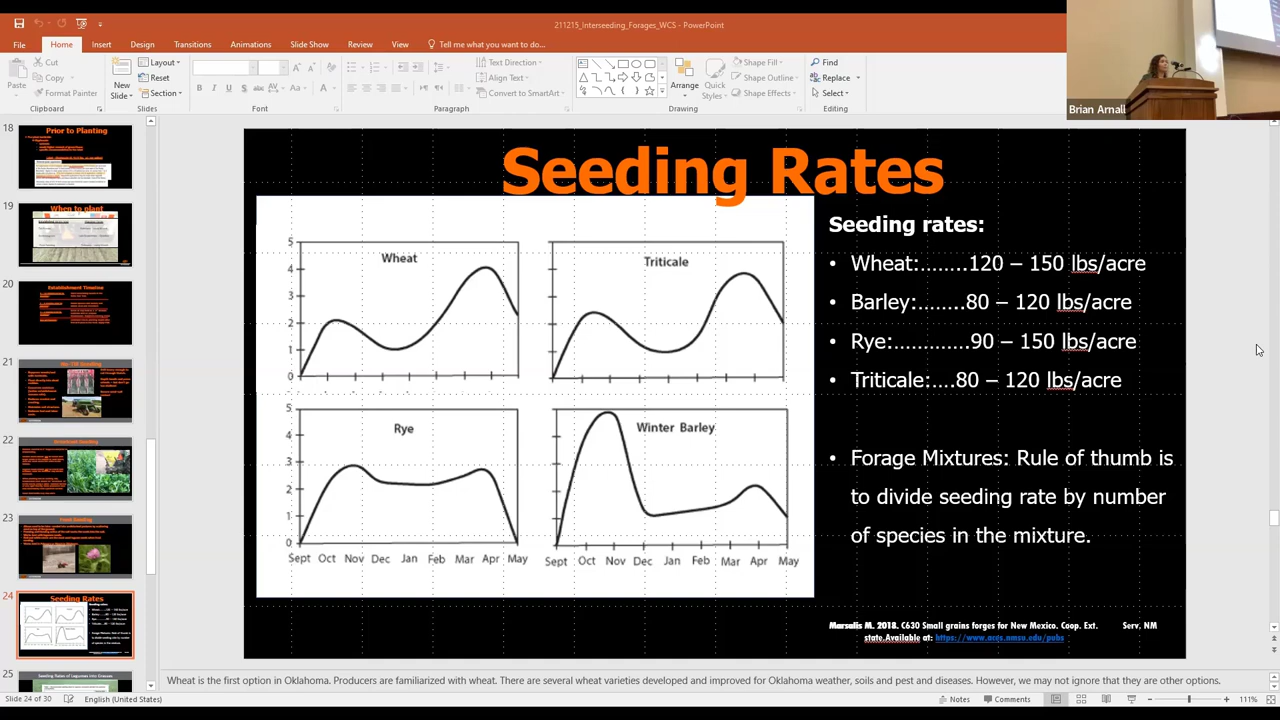 211215_Interseeding_Forages_WCS - PowerPoint
File Home Insert Design Transitions Animations Slide Show Review View Tell me what you want to do...
Cut
Copy
Format Painter
Paste
Clipboard
New
Slide
Layout
Reset
Section
Slides
Font
Text Direction
Align Text
Convert to SmartArt
Paragraph
Arrange
Quick
Styles
Shape Fill
Shape Outline
Shape Effects
Drawing
Find
Replace
Select
Editing
Brian Arnall
18
Prior to Planting
19
When to plant
20
Establishment Timeline
21
22
23
24
Seeding Rates
25
Seeding Rates of Legumes into Grasses
Seeding Rates
5
4
3
2
1
0
Wheat
Triticale
5
4
3
2
1
0
Rye
Sept Oct Nov Dec Jan Feb Mar Apr May
Winter Barley
Sept Oct Nov Dec Jan Feb Mar Apr May
Seeding rates:
• Wheat:........120 – 150 lbs/acre
• Barley:.......80 – 120 lbs/acre
• Rye:.............90 – 150 lbs/acre
• Triticale:....80 – 120 lbs/acre
• Forage Mixtures: Rule of thumb is
to divide seeding rate by number
of species in the mixture.
Marsalis M. 2018. C630 Small grains forges for New Mexico. Coop. Ext. Serv, NM
state.Available at: https://www.aces.nmsu.edu/pubs
Wheat is the first option in Oklahoma. Producers are familiarized with wheat. There are several wheat varieties developed and improved for Oklahoma weather, soils and pest and diseases. However, we may not ignore that they are other options.
Slide 24 of 30 English (United States) Notes Comments 111%